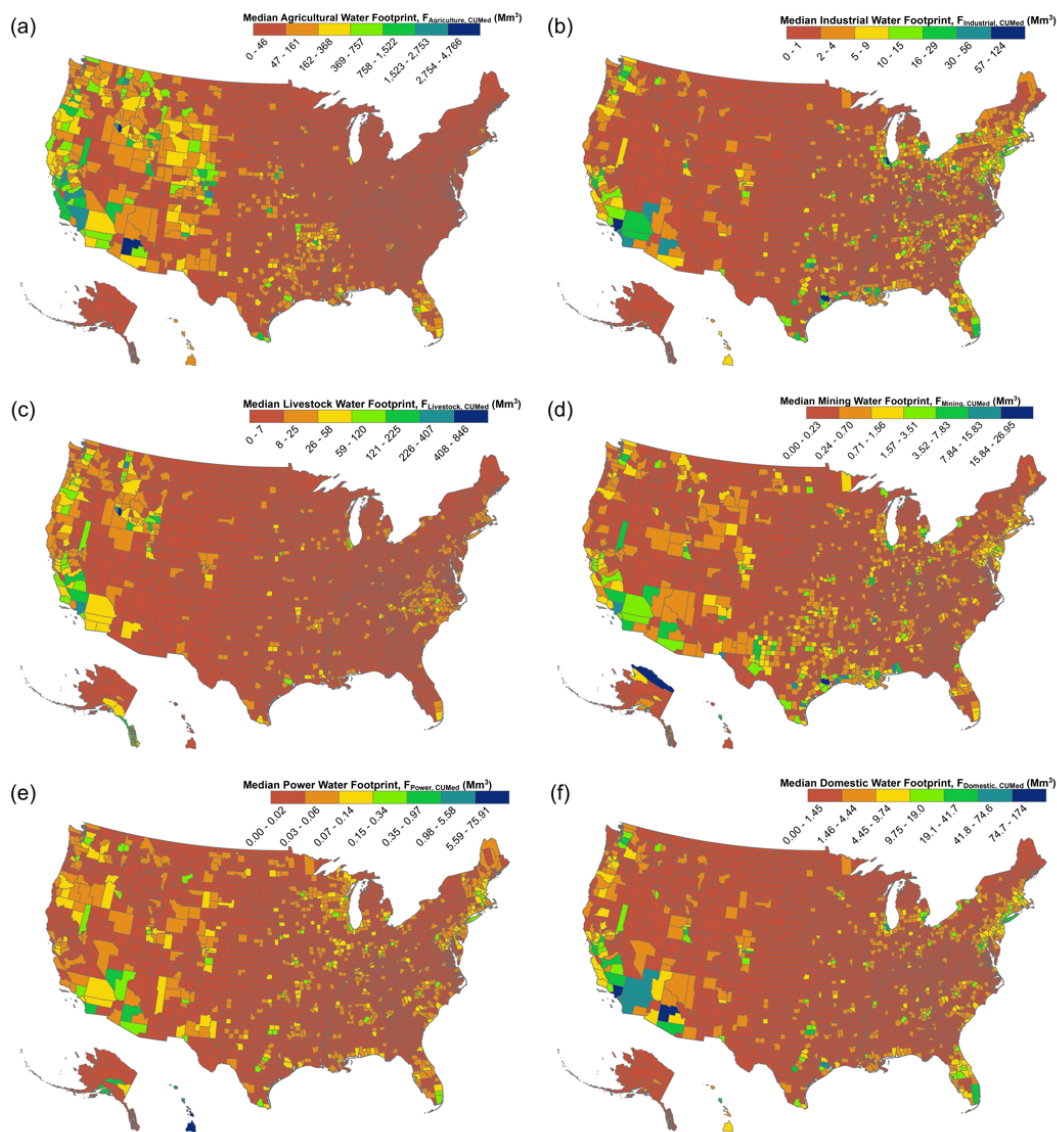 (a)
Median Agricultural Water Footprint, F Agriculture, CUMed (Mm³)
0 - 46
47 - 161
162 - 368
369 - 757
758 - 1,522
1,523 - 2,753
2,754 - 4,766
(b)
Median Industrial Water Footprint, F Industrial, CUMed (Mm³)
0 - 1
2 - 4
5 - 9
10 - 15
16 - 29
30 - 56
57 - 124
(c)
Median Livestock Water Footprint, F Livestock, CUMed (Mm³)
0 - 7
8 - 25
26 - 58
59 - 120
121 - 225
226 - 407
408 - 846
(d)
Median Mining Water Footprint, F Mining, CUMed (Mm³)
0.00 - 0.23
0.24 - 0.70
0.71 - 1.56
1.57 - 3.51
3.52 - 7.83
7.84 - 15.83
15.84 - 26.95
(e)
Median Power Water Footprint, F Power, CUMed (Mm³)
0.00 - 0.02
0.03 - 0.06
0.07 - 0.14
0.15 - 0.34
0.35 - 0.97
0.98 - 5.58
5.59 - 75.91
(f)
Median Domestic Water Footprint, F Domestic, CUMed (Mm³)
0.00 - 1.45
1.46 - 4.44
4.45 - 9.74
9.75 - 19.0
19.1 - 41.7
41.8 - 74.6
74.7 - 174